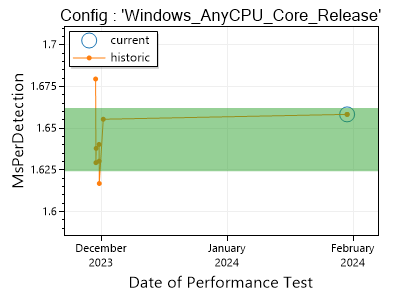 Config : 'Windows_AnyCPU_Core_Release'
current
historic
MsPerDetection
1.7
1.675
1.65
1.625
1.6
December
2023
January
2024
February
2024
Date of Performance Test